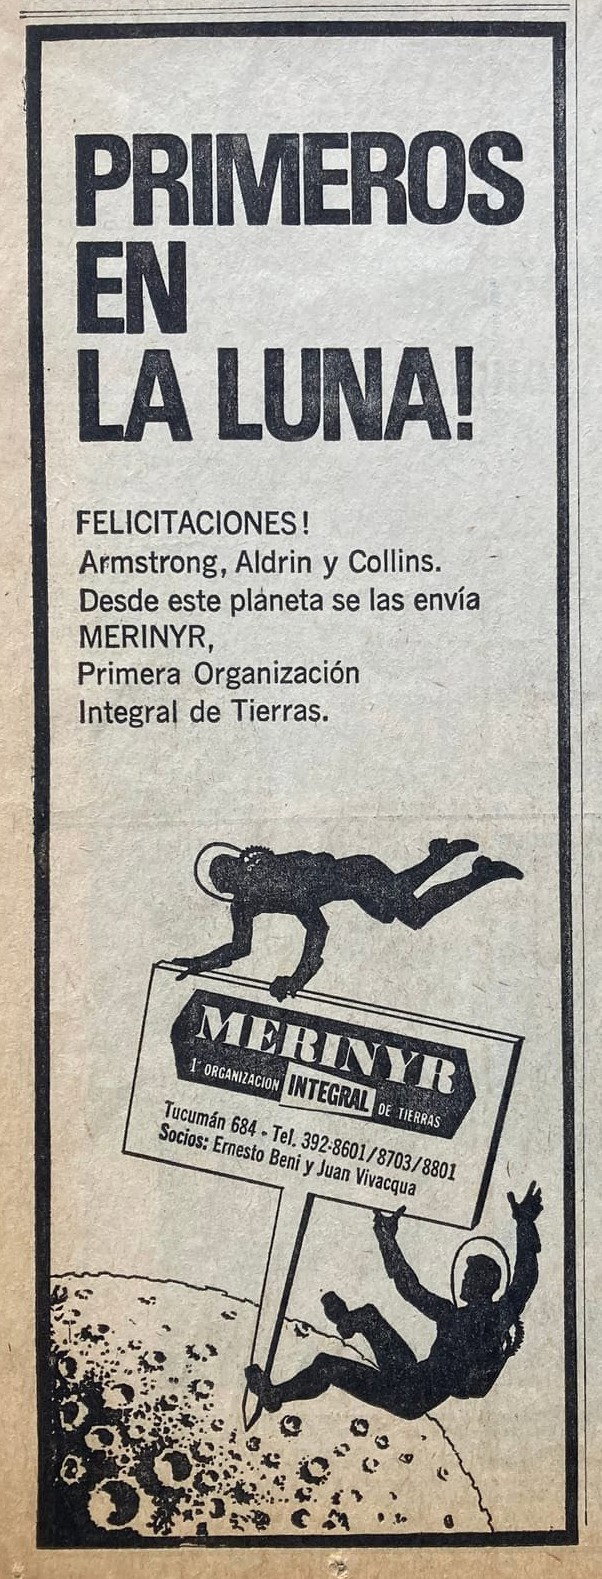 PRIMEROS
EN
LA LUNA!
FELICITACIONES!
Armstrong, Aldrin y Collins.
Desde este planeta se las envía
MERINYR,
Primera Organización
Integral de Tierras.
MERINYR
1ª ORGANIZACION INTEGRAL DE TIERRAS
Tucumán 684 - Tel. 392-8601/8703/8801
Socios: Ernesto Beni y Juan Vivacqua